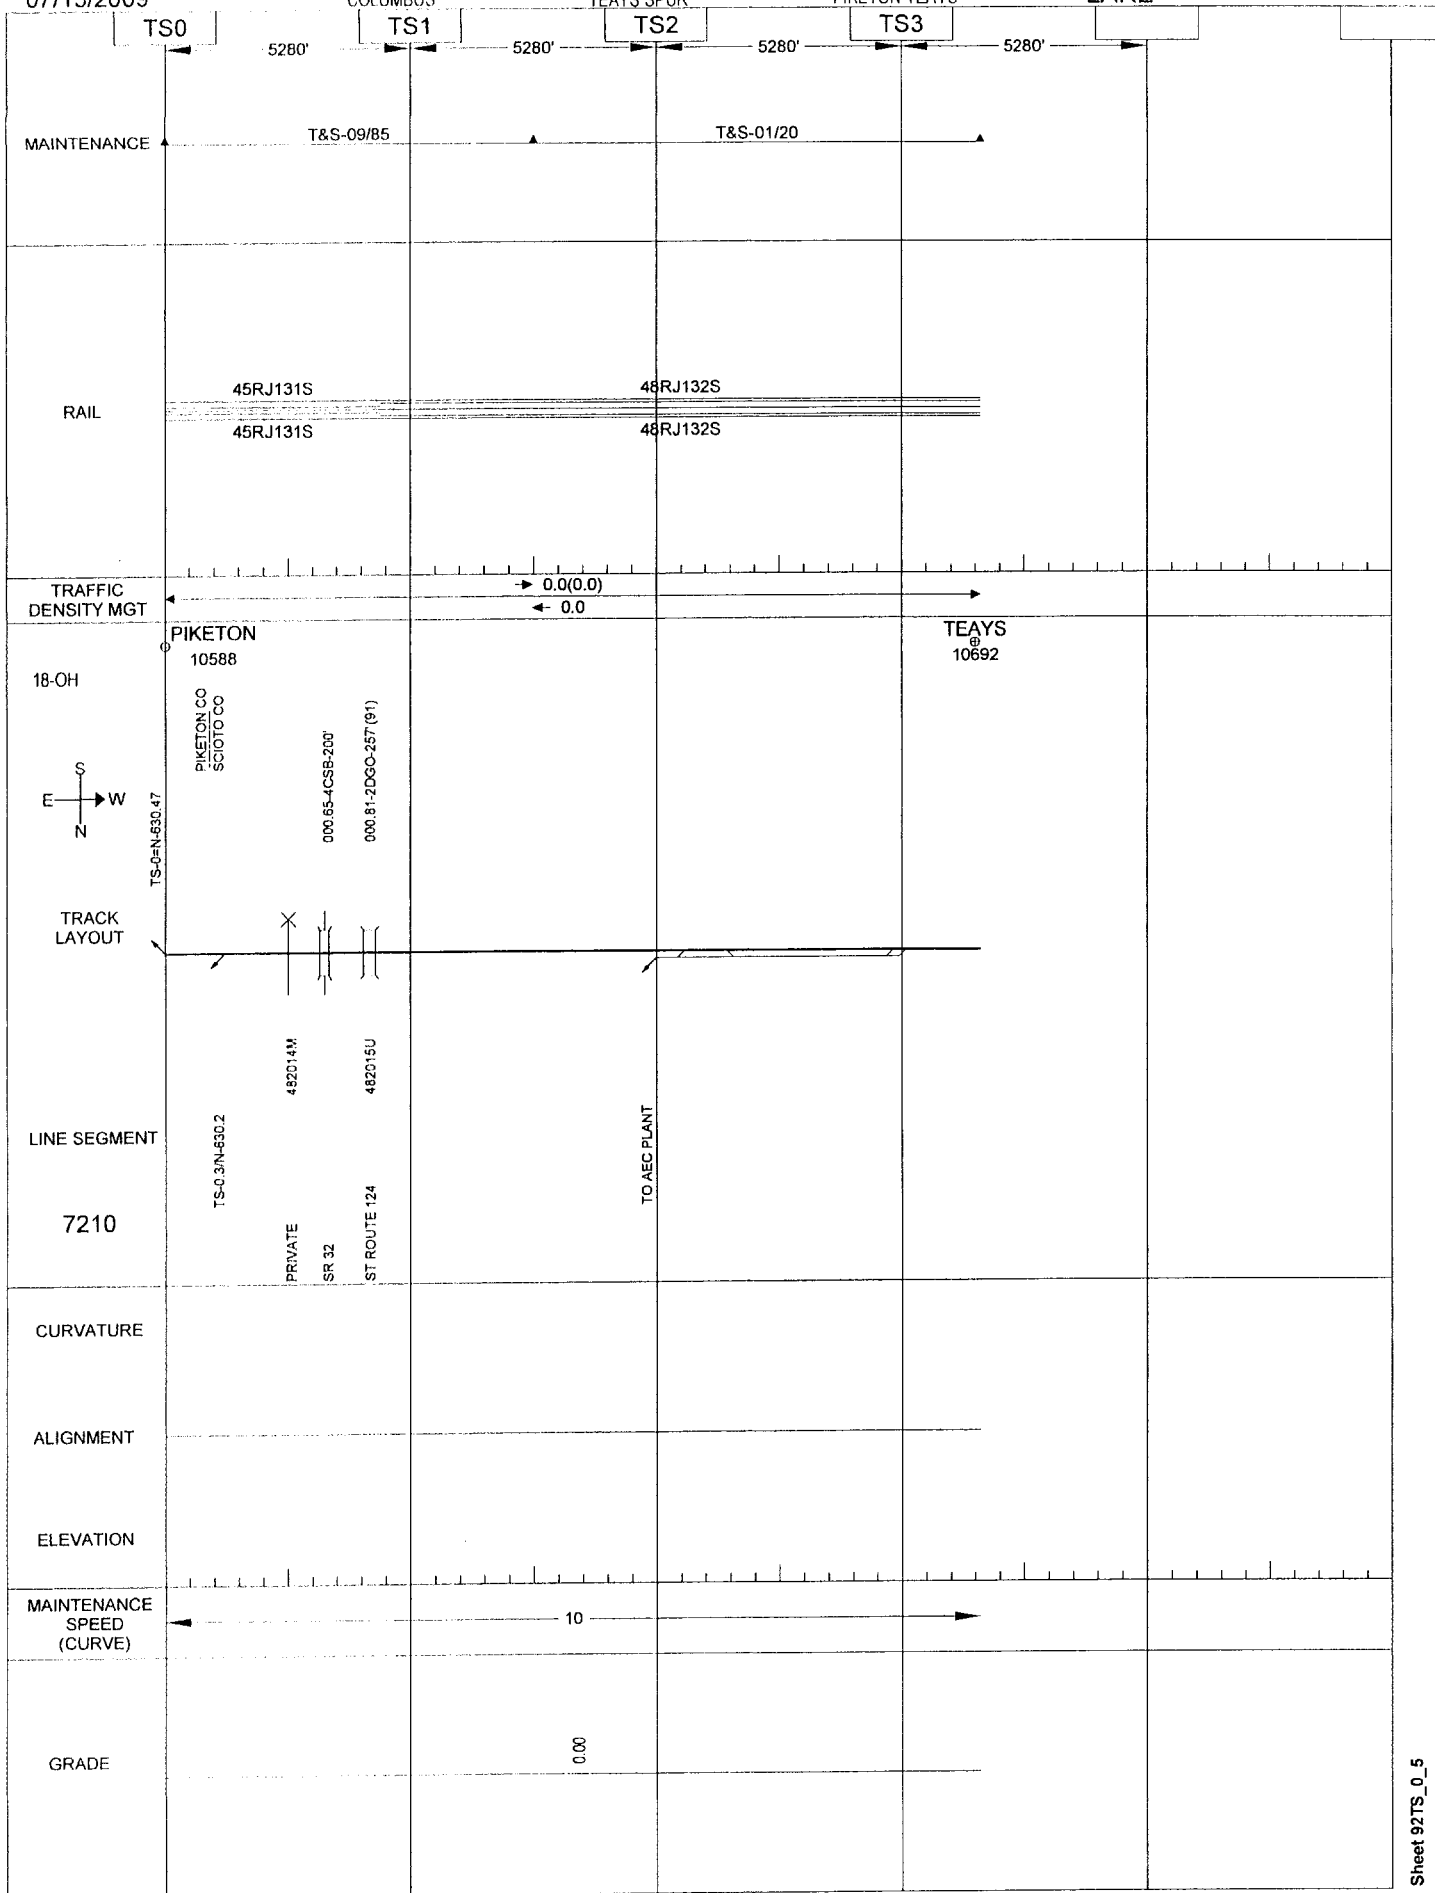 07/15/2009 COLUMBUS TEAYS SPUR
TS0 TS1 TS2 TS3
5280' 5280' 5280' 5280'
MAINTENANCE T&S-09/85 T&S-01/20
45RJ131S 48RJ132S
RAIL
45RJ131S 48RJ132S
TRAFFIC
DENSITY MGT
0.0(0.0)
0.0
PIKETON
10588
TEAYS
10692
18-OH
PIKETON CO
SCIOTO CO
000.65-4CSB-200'
000.81-2DGO-257'(91)
S
E W
N
TS-0=N-630.47
TRACK
LAYOUT
482014M
482015U
LINE SEGMENT
7210
TS-0.3/N-630.2
PRIVATE
SR 32
ST ROUTE 124
TO AEC PLANT
CURVATURE
ALIGNMENT
ELEVATION
MAINTENANCE
SPEED
(CURVE)
10
GRADE
0.00
Sheet 92TS_0_5